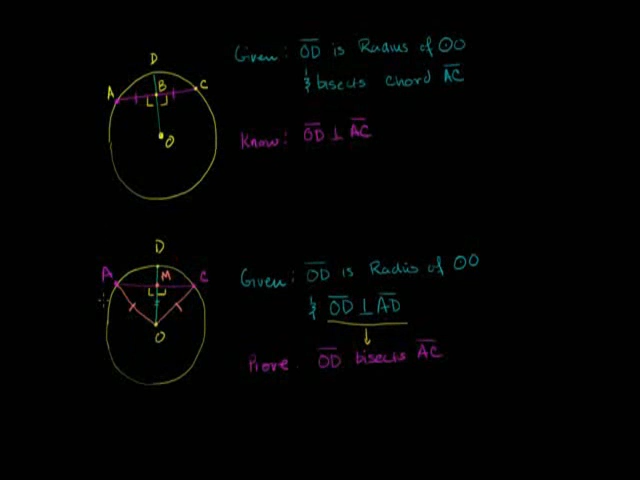 Given: OD is Radius of ⊙O
& bisects chord AC
D
A
B
C
O
Know: OD ⊥ AC
D
A
M
C
O
Given: OD is Radius of ⊙O
& OD ⊥ AD
Prove: OD bisects AC